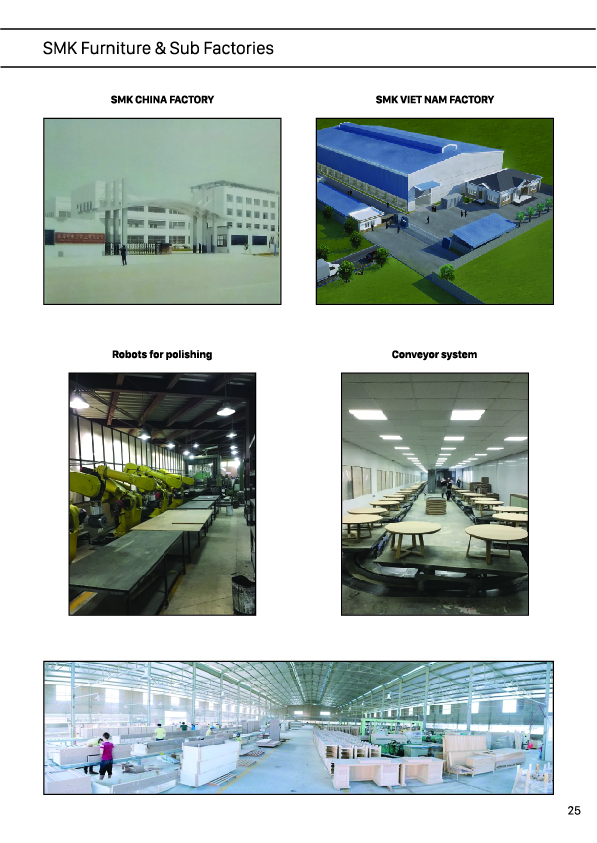 SMK Furniture & Sub Factories
SMK CHINA FACTORY
SMK VIET NAM FACTORY
Robots for polishing
Conveyor system
25